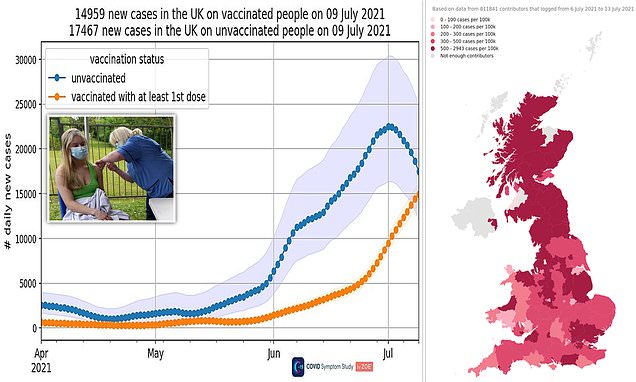 14959 new cases in the UK on vaccinated people on 09 July 2021
17467 new cases in the UK on unvaccinated people on 09 July 2021
vaccination status
unvaccinated
vaccinated with at least 1st dose
# daily new cases
30000
25000
20000
15000
10000
5000
0
Apr
2021
May
Jun
Jul
COVID Symptom Study
ZOE
Based on data from 811841 contributors that logged from 6 July 2021 to 13 July 2021
0 - 100 cases per 100k
100 - 200 cases per 100k
200 - 300 cases per 100k
300 - 500 cases per 100k
500 - 2943 cases per 100k
Not enough contributors